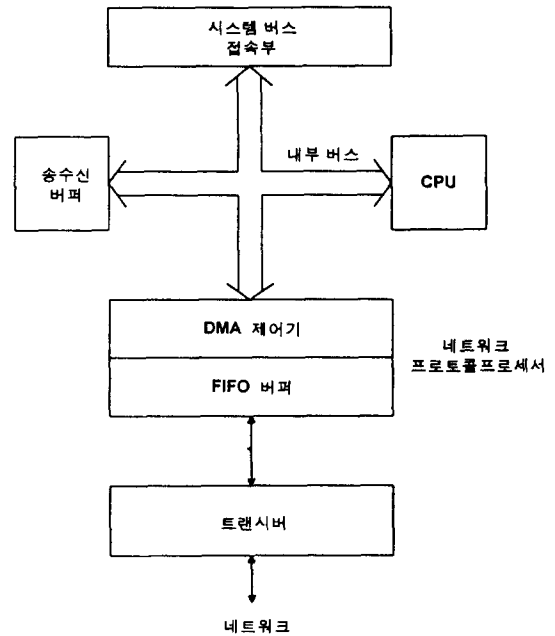 시스템 버스
접속부
내부 버스
송수신
버퍼
CPU
DMA 제어기
네트워크
프로토콜프로세서
FIFO 버퍼
트랜시버
네트워크